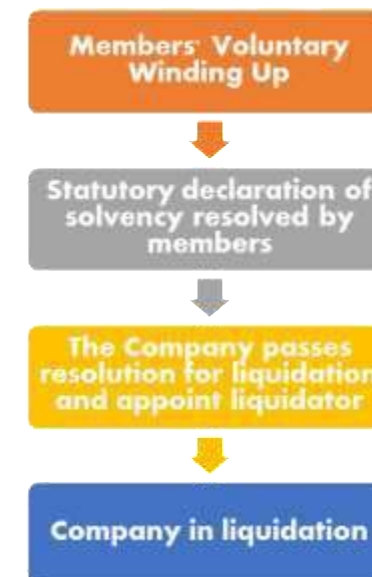 Members' Voluntary
Winding Up
Statutory declaration of
solvency resolved by
members
The Company passes
resolution for liquidation
and appoint liquidator
Company in liquidation